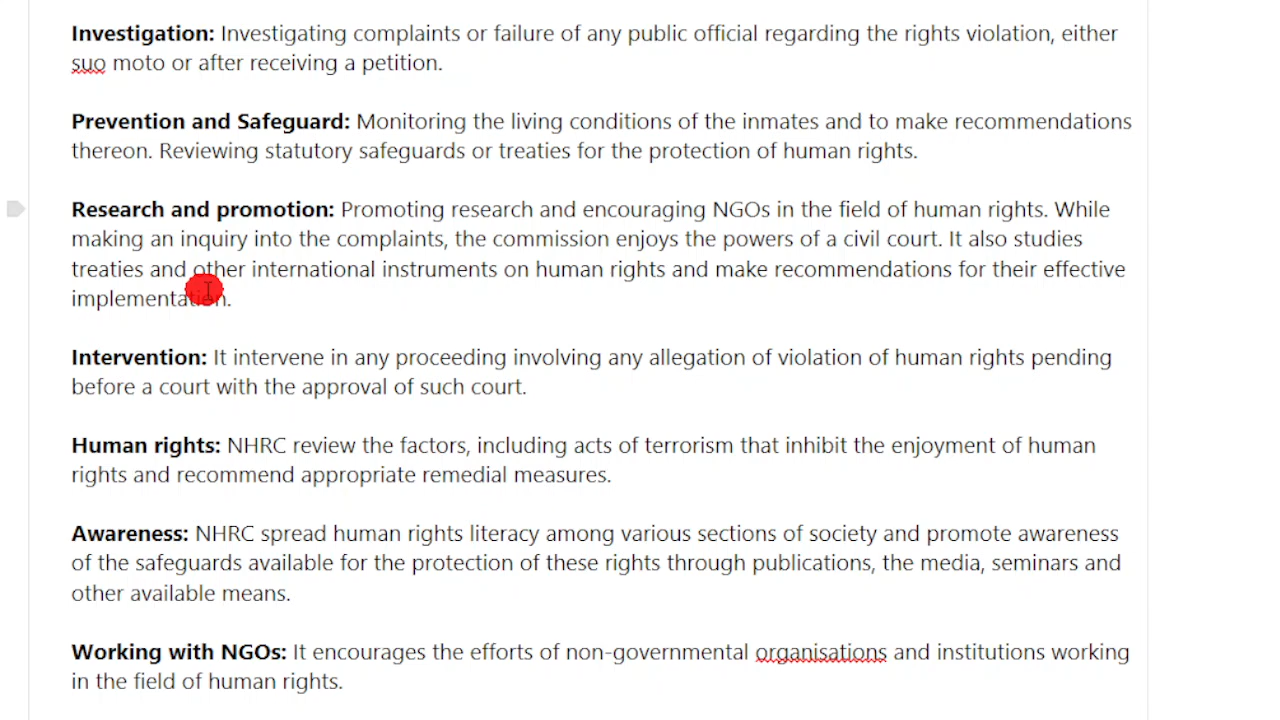 Investigation: Investigating complaints or failure of any public official regarding the rights violation, either
suo moto or after receiving a petition.
Prevention and Safeguard: Monitoring the living conditions of the inmates and to make recommendations
thereon. Reviewing statutory safeguards or treaties for the protection of human rights.
Research and promotion: Promoting research and encouraging NGOs in the field of human rights. While
making an inquiry into the complaints, the commission enjoys the powers of a civil court. It also studies
treaties and other international instruments on human rights and make recommendations for their effective
implementation.
Intervention: It intervene in any proceeding involving any allegation of violation of human rights pending
before a court with the approval of such court.
Human rights: NHRC review the factors, including acts of terrorism that inhibit the enjoyment of human
rights and recommend appropriate remedial measures.
Awareness: NHRC spread human rights literacy among various sections of society and promote awareness
of the safeguards available for the protection of these rights through publications, the media, seminars and
other available means.
Working with NGOs: It encourages the efforts of non-governmental organisations and institutions working
in the field of human rights.